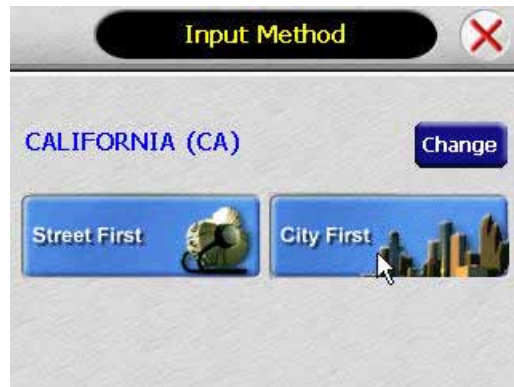 Input Method
CALIFORNIA (CA)
Change
Street First
City First